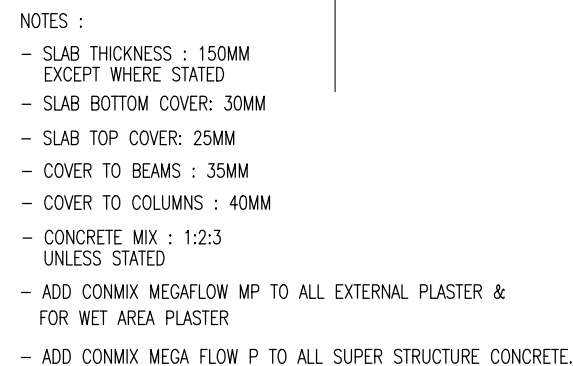 NOTES :
– SLAB THICKNESS : 150MM
EXCEPT WHERE STATED
– SLAB BOTTOM COVER: 30MM
– SLAB TOP COVER: 25MM
– COVER TO BEAMS : 35MM
– COVER TO COLUMNS : 40MM
– CONCRETE MIX : 1:2:3
UNLESS STATED
– ADD CONMIX MEGAFLOW MP TO ALL EXTERNAL PLASTER &
FOR WET AREA PLASTER
– ADD CONMIX MEGA FLOW P TO ALL SUPER STRUCTURE CONCRETE.